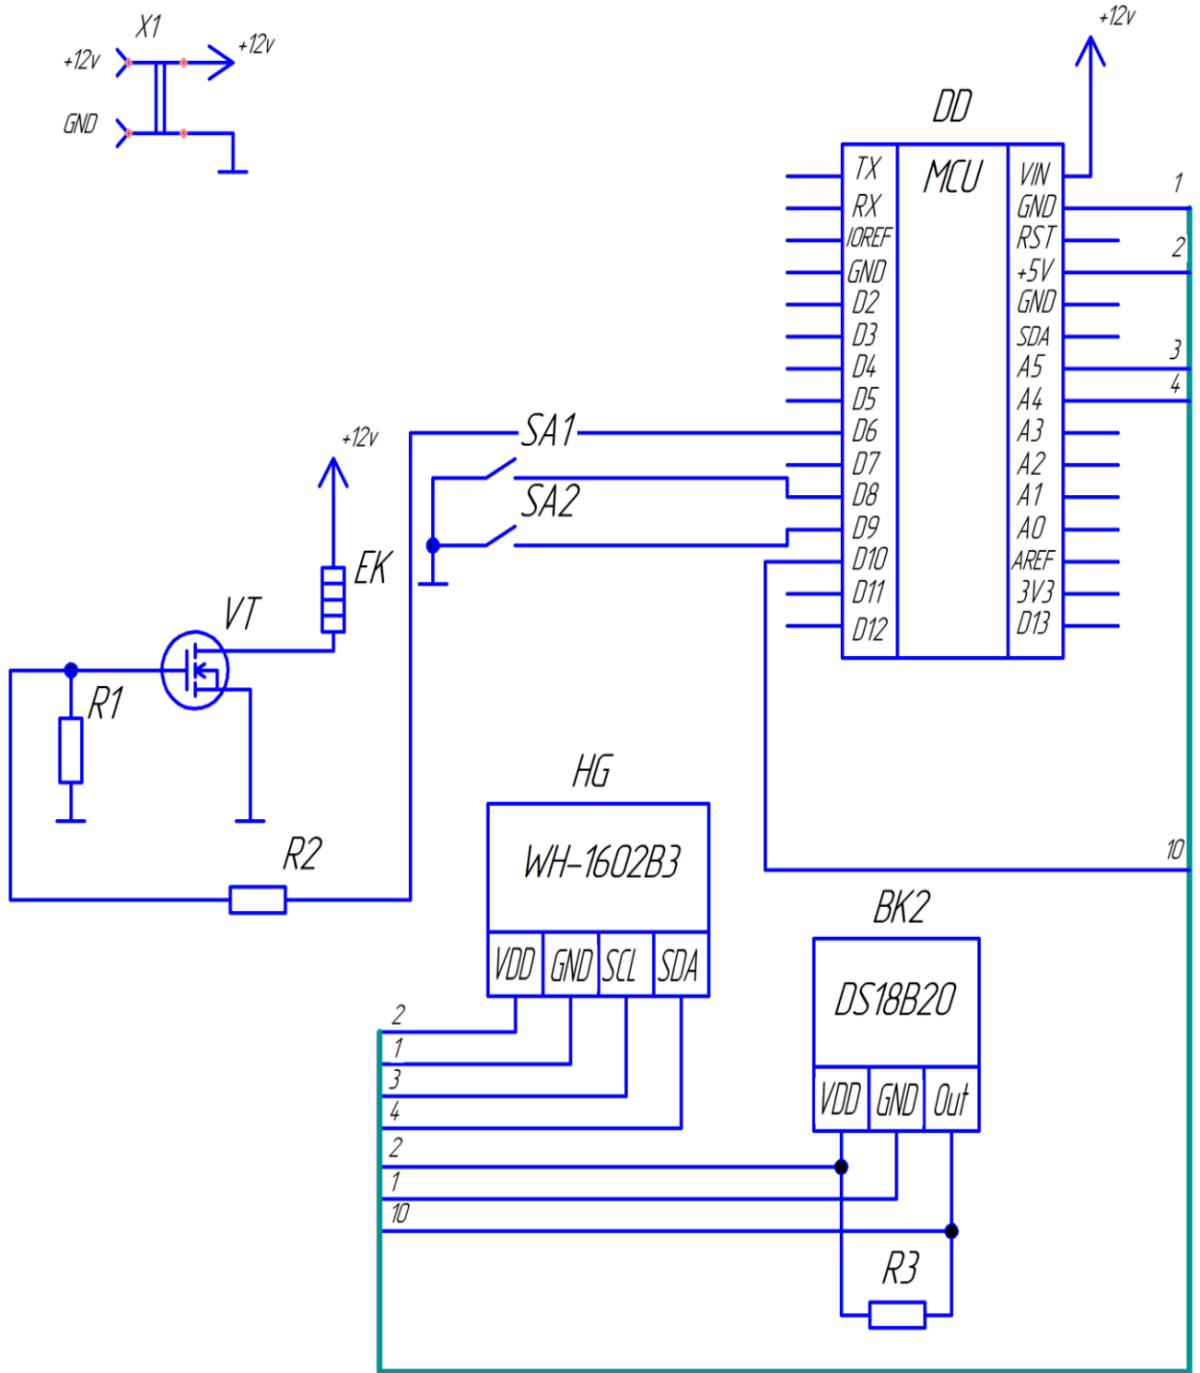 X1
+12v
+12v
GND
+12v
DD
MCU
TX
RX
IOREF
GND
D2
D3
D4
D5
D6
D7
D8
D9
D10
D11
D12
VIN
GND
RST
+5V
GND
SDA
A5
A4
A3
A2
A1
A0
AREF
3V3
D13
1
2
3
4
SA1
SA2
+12v
EK
VT
R1
R2
HG
WH-1602B3
VDD GND SCL SDA
10
BK2
DS18B20
VDD GND Out
2
1
3
4
2
1
10
R3